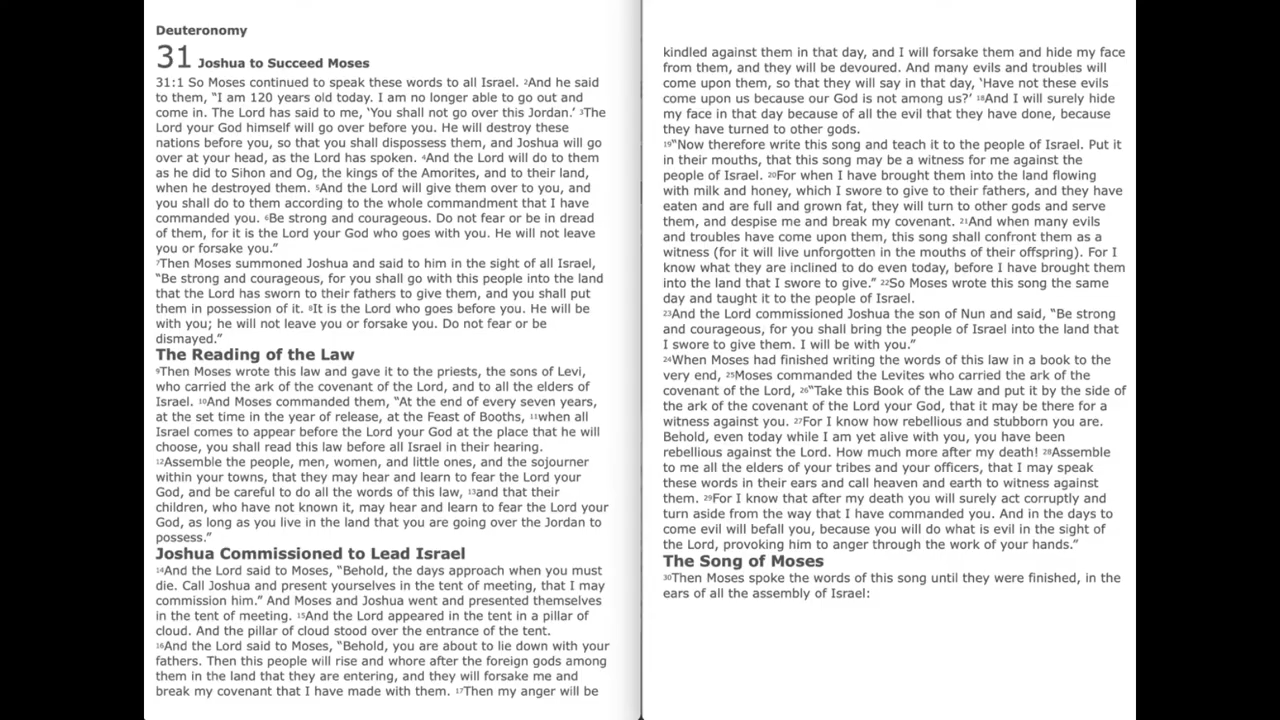 Deuteronomy
31 Joshua to Succeed Moses
31:1 So Moses continued to speak these words to all Israel. 2And he said
to them, “I am 120 years old today. I am no longer able to go out and
come in. The Lord has said to me, ‘You shall not go over this Jordan.’ 3The
Lord your God himself will go over before you. He will destroy these
nations before you, so that you shall dispossess them, and Joshua will go
over at your head, as the Lord has spoken. 4And the Lord will do to them
as he did to Sihon and Og, the kings of the Amorites, and to their land,
when he destroyed them. 5And the Lord will give them over to you, and
you shall do to them according to the whole commandment that I have
commanded you. 6Be strong and courageous. Do not fear or be in dread
of them, for it is the Lord your God who goes with you. He will not leave
you or forsake you.”
7Then Moses summoned Joshua and said to him in the sight of all Israel,
“Be strong and courageous, for you shall go with this people into the land
that the Lord has sworn to their fathers to give them, and you shall put
them in possession of it. 8It is the Lord who goes before you. He will be
with you; he will not leave you or forsake you. Do not fear or be
dismayed.”
The Reading of the Law
9Then Moses wrote this law and gave it to the priests, the sons of Levi,
who carried the ark of the covenant of the Lord, and to all the elders of
Israel. 10And Moses commanded them, “At the end of every seven years,
at the set time in the year of release, at the Feast of Booths, 11when all
Israel comes to appear before the Lord your God at the place that he will
choose, you shall read this law before all Israel in their hearing.
12Assemble the people, men, women, and little ones, and the sojourner
within your towns, that they may hear and learn to fear the Lord your
God, and be careful to do all the words of this law, 13and that their
children, who have not known it, may hear and learn to fear the Lord your
God, as long as you live in the land that you are going over the Jordan to
possess.”
Joshua Commissioned to Lead Israel
14And the Lord said to Moses, “Behold, the days approach when you must
die. Call Joshua and present yourselves in the tent of meeting, that I may
commission him.” And Moses and Joshua went and presented themselves
in the tent of meeting. 15And the Lord appeared in the tent in a pillar of
cloud. And the pillar of cloud stood over the entrance of the tent.
16And the Lord said to Moses, “Behold, you are about to lie down with your
fathers. Then this people will rise and whore after the foreign gods among
them in the land that they are entering, and they will forsake me and
break my covenant that I have made with them. 17Then my anger will be
kindled against them in that day, and I will forsake them and hide my face
from them, and they will be devoured. And many evils and troubles will
come upon them, so that they will say in that day, ‘Have not these evils
come upon us because our God is not among us?’ 18And I will surely hide
my face in that day because of all the evil that they have done, because
they have turned to other gods.
19“Now therefore write this song and teach it to the people of Israel. Put it
in their mouths, that this song may be a witness for me against the
people of Israel. 20For when I have brought them into the land flowing
with milk and honey, which I swore to give to their fathers, and they have
eaten and are full and grown fat, they will turn to other gods and serve
them, and despise me and break my covenant. 21And when many evils
and troubles have come upon them, this song shall confront them as a
witness (for it will live unforgotten in the mouths of their offspring). For I
know what they are inclined to do even today, before I have brought them
into the land that I swore to give.” 22So Moses wrote this song the same
day and taught it to the people of Israel.
23And the Lord commissioned Joshua the son of Nun and said, “Be strong
and courageous, for you shall bring the people of Israel into the land that
I swore to give them. I will be with you.”
24When Moses had finished writing the words of this law in a book to the
very end, 25Moses commanded the Levites who carried the ark of the
covenant of the Lord, 26“Take this Book of the Law and put it by the side of
the ark of the covenant of the Lord your God, that it may be there for a
witness against you. 27For I know how rebellious and stubborn you are.
Behold, even today while I am yet alive with you, you have been
rebellious against the Lord. How much more after my death! 28Assemble
to me all the elders of your tribes and your officers, that I may speak
these words in their ears and call heaven and earth to witness against
them. 29For I know that after my death you will surely act corruptly and
turn aside from the way that I have commanded you. And in the days to
come evil will befall you, because you will do what is evil in the sight of
the Lord, provoking him to anger through the work of your hands.”
The Song of Moses
30Then Moses spoke the words of this song until they were finished, in the
ears of all the assembly of Israel: